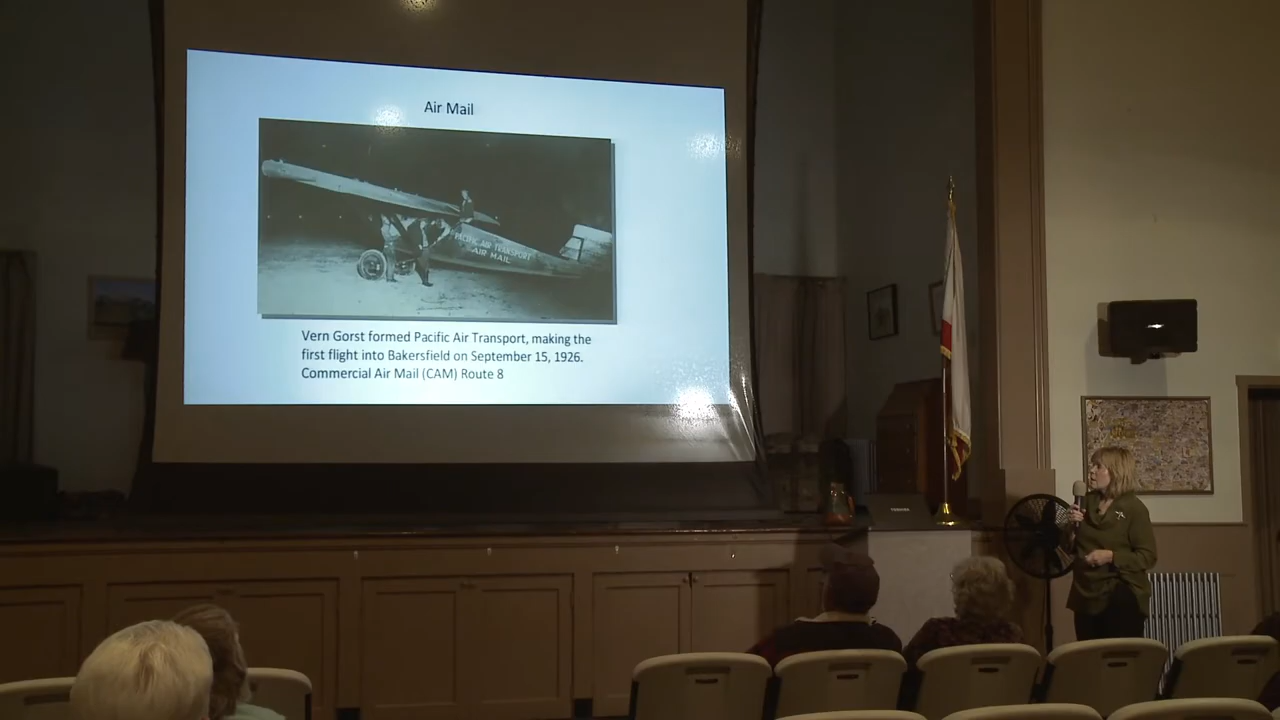 Air Mail
PACIFIC AIR TRANSPORT
AIR MAIL
Vern Gorst formed Pacific Air Transport, making the
first flight into Bakersfield on September 15, 1926.
Commercial Air Mail (CAM) Route 8
TOSHIBA